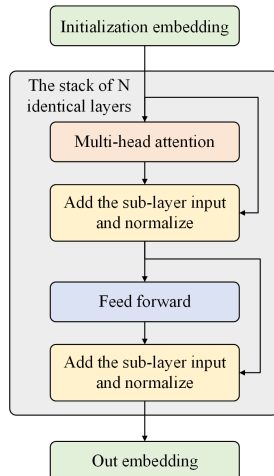 Initialization embedding
The stack of N
identical layers
Multi-head attention
Add the sub-layer input
and normalize
Feed forward
Add the sub-layer input
and normalize
Out embedding